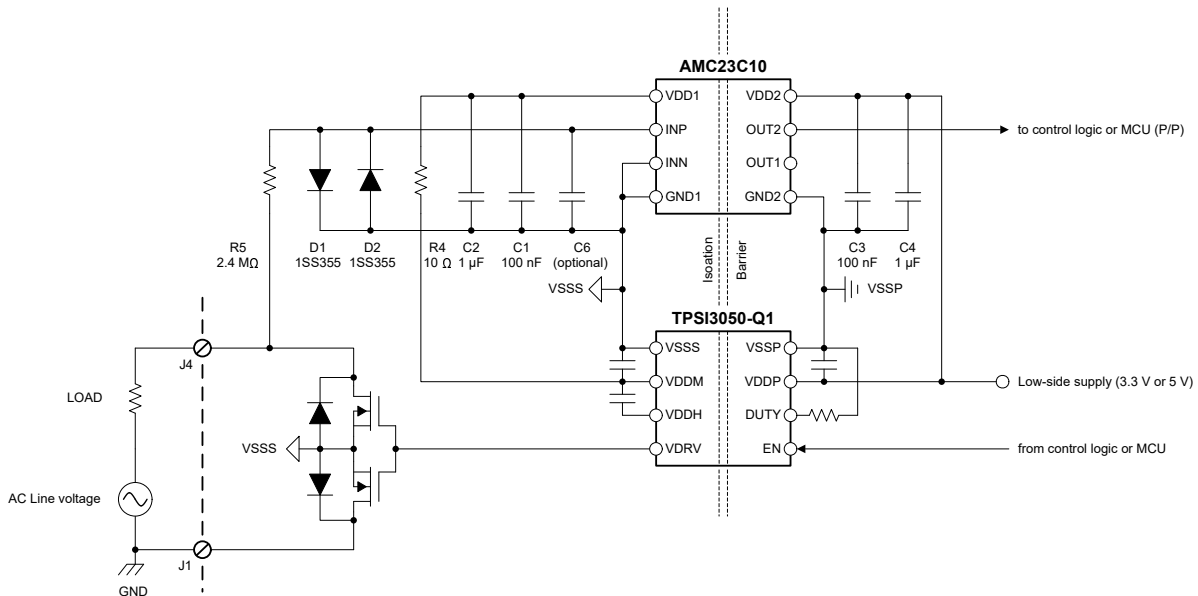 AMC23C10
VDD1
VDD2
INP
OUT2
to control logic or MCU (P/P)
INN
OUT1
GND1
GND2
R5
2.4 MΩ
D1
1SS355
D2
1SS355
R4
10 Ω
C2
1 µF
C1
100 nF
C6
(optional)
Isoation
Barrier
C3
100 nF
C4
1 µF
VSSS
VSSP
TPSI3050-Q1
VSSS
VSSP
J4
VDDM
VDDP
Low-side supply (3.3 V or 5 V)
LOAD
VDDH
DUTY
VSSS
VDRV
EN
from control logic or MCU
AC Line voltage
J1
GND